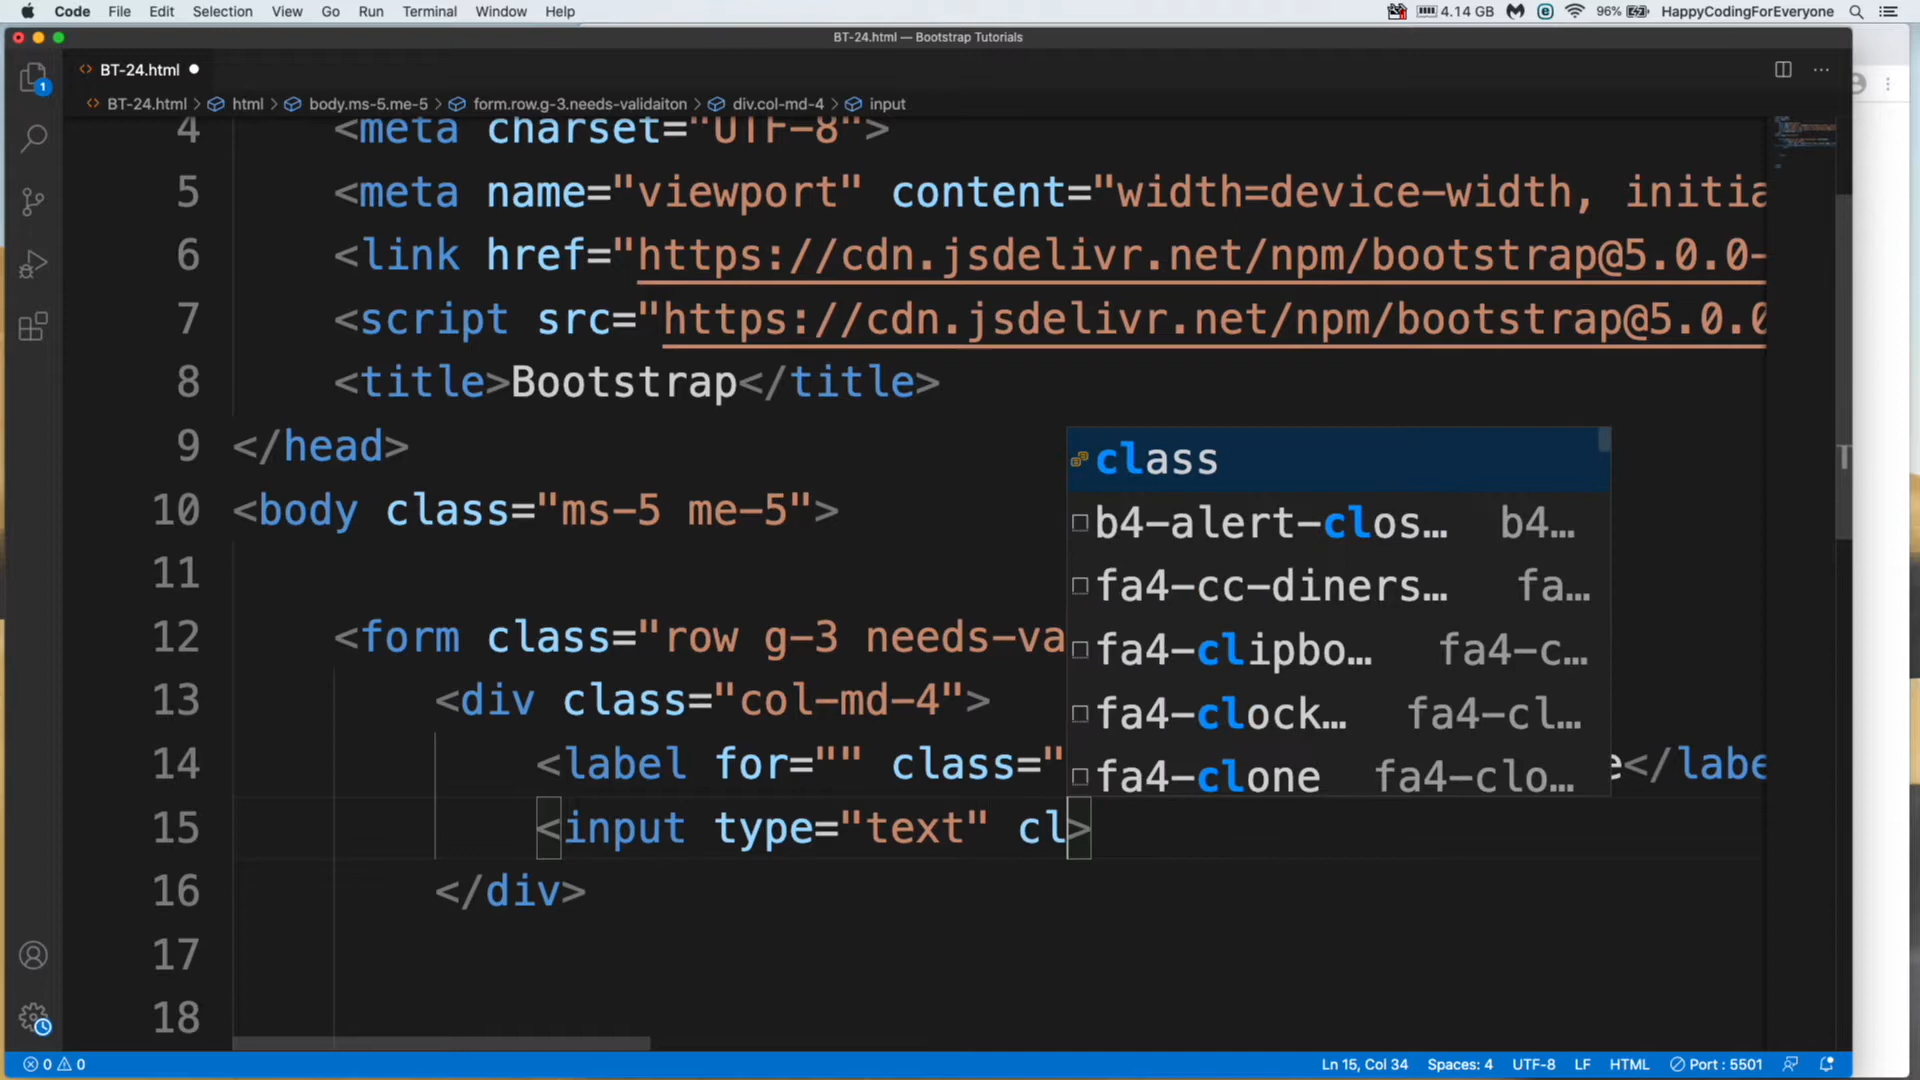 Code File Edit Selection View Go Run Terminal Window Help 4.14 GB 96% HappyCodingForEveryone
BT-24.html — Bootstrap Tutorials
BT-24.html
BT-24.html > html > body.ms-5.me-5 > form.row.g-3.needs-validaiton > div.col-md-4 > input
4 <meta charset="UTF-8">
5 <meta name="viewport" content="width=device-width, initia
6 <link href="https://cdn.jsdelivr.net/npm/bootstrap@5.0.0-
7 <script src="https://cdn.jsdelivr.net/npm/bootstrap@5.0.0
8 <title>Bootstrap</title>
9 </head>
class
10 <body class="ms-5 me-5">
b4-alert-clos… b4…
11
fa4-cc-diners… fa…
12 <form class="row g-3 needs-va
fa4-clipbo… fa4-c…
13 <div class="col-md-4">
fa4-clock… fa4-cl…
14 <label for="" class=" e</labe
fa4-clone fa4-clo…
15 <input type="text" cl>
16 </div>
17
18
1
0 0 Ln 15, Col 34 Spaces: 4 UTF-8 LF HTML Port : 5501